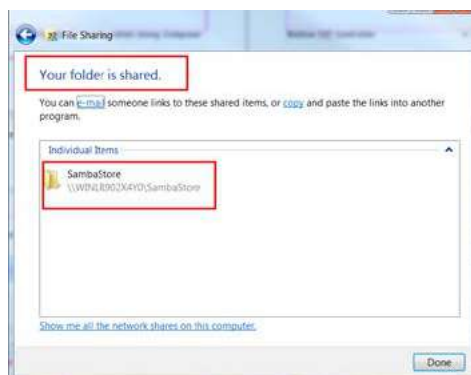 File Sharing
Your folder is shared.
You can e-mail someone links to these shared items, or copy and paste the links into another
program.
Individual Items
SambaStore
\\WINLR902X4Y0\SambaStore
Show me all the network shares on this computer.
Done